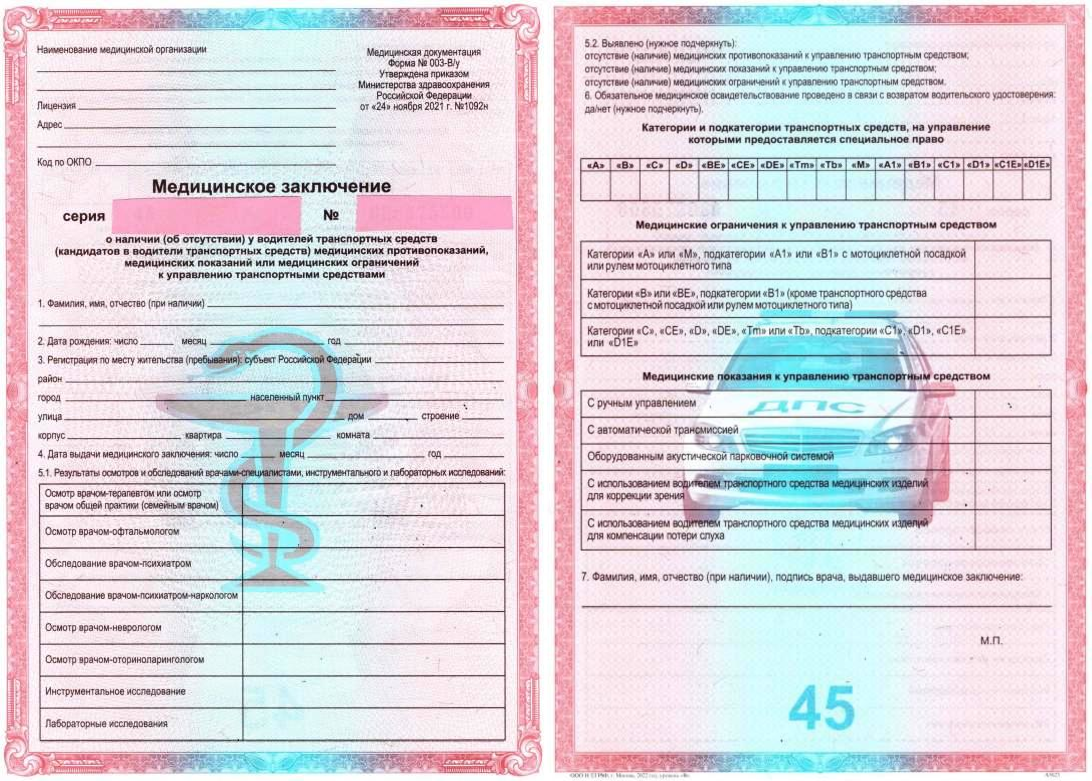 Наименование медицинской организации
Медицинская документация
Форма № 003-В/у
Утверждена приказом
Министерства здравоохранения
Российской Федерации
от «24» ноября 2021 г. №1092н
Лицензия
Адрес
Код по ОКПО
Медицинское заключение
серия №
о наличии (об отсутствии) у водителей транспортных средств
(кандидатов в водители транспортных средств) медицинских противопоказаний,
медицинских показаний или медицинских ограничений
к управлению транспортными средствами
1. Фамилия, имя, отчество (при наличии)
2. Дата рождения: число месяц год
3. Регистрация по месту жительства (пребывания): субъект Российской Федерации
район
город населенный пункт
улица дом строение
корпус квартира комната
4. Дата выдачи медицинского заключения: число месяц год
5.1. Результаты осмотров и обследований врачами-специалистами, инструментального и лабораторных исследований:
Осмотр врачом-терапевтом или осмотр
врачом общей практики (семейным врачом)
Осмотр врачом-офтальмологом
Обследование врачом-психиатром
Обследование врачом-психиатром-наркологом
Осмотр врачом-неврологом
Осмотр врачом-оториноларингологом
Инструментальное исследование
Лабораторные исследования
5.2. Выявлено (нужное подчеркнуть):
отсутствие (наличие) медицинских противопоказаний к управлению транспортным средством;
отсутствие (наличие) медицинских показаний к управлению транспортным средством;
отсутствие (наличие) медицинских ограничений к управлению транспортным средством.
6. Обязательное медицинское освидетельствование проведено в связи с возвратом водительского удостоверения:
да/нет (нужное подчеркнуть).
Категории и подкатегории транспортных средств, на управление
которыми предоставляется специальное право
«A» «B» «C» «D» «BE» «CE» «DE» «Tm» «Tb» «M» «A1» «B1» «C1» «D1» «C1E» «D1E»
Медицинские ограничения к управлению транспортным средством
Категории «A» или «M», подкатегории «A1» или «B1» с мотоциклетной посадкой
или рулем мотоциклетного типа
Категории «B» или «BE», подкатегории «B1» (кроме транспортного средства
с мотоциклетной посадкой или рулем мотоциклетного типа)
Категории «C», «CE», «D», «DE», «Tm» или «Tb», подкатегории «C1», «D1», «C1E»
или «D1E»
Медицинские показания к управлению транспортным средством
С ручным управлением
ДПС
С автоматической трансмиссией
Оборудованным акустической парковочной системой
С использованием водителем транспортного средства медицинских изделий
для коррекции зрения
С использованием водителем транспортного средства медицинских изделий
для компенсации потери слуха
7. Фамилия, имя, отчество (при наличии), подпись врача, выдавшего медицинское заключение:
М.П.
45
г. Москва, 2022 год, уровень «В»